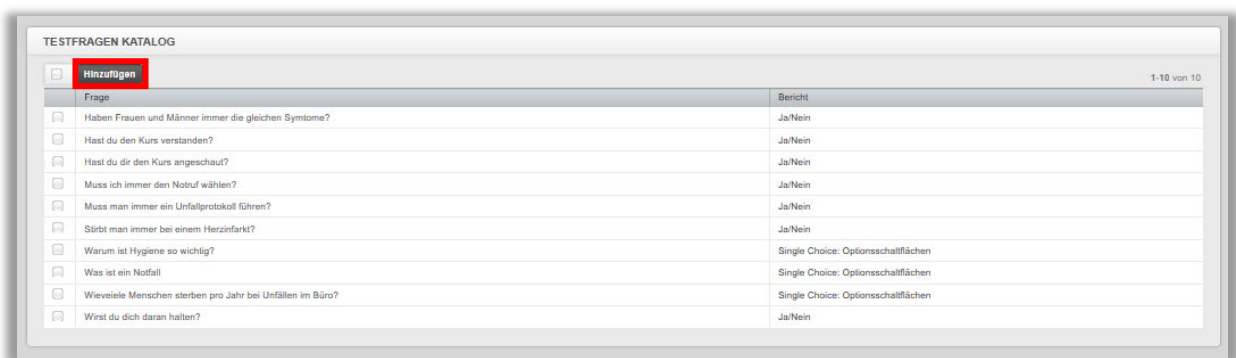 TESTFRAGEN KATALOG
Hinzufügen
1-10 von 10
Frage Bericht
Haben Frauen und Männer immer die gleichen Symtome? Ja/Nein
Hast du den Kurs verstanden? Ja/Nein
Hast du dir den Kurs angeschaut? Ja/Nein
Muss ich immer den Notruf wählen? Ja/Nein
Muss man immer ein Unfallprotokoll führen? Ja/Nein
Stirbt man immer bei einem Herzinfarkt? Ja/Nein
Warum ist Hygiene so wichtig? Single Choice: Optionsschaltflächen
Was ist ein Notfall Single Choice: Optionsschaltflächen
Wieveiele Menschen sterben pro Jahr bei Unfällen im Büro? Single Choice: Optionsschaltflächen
Wirst du dich daran halten? Ja/Nein